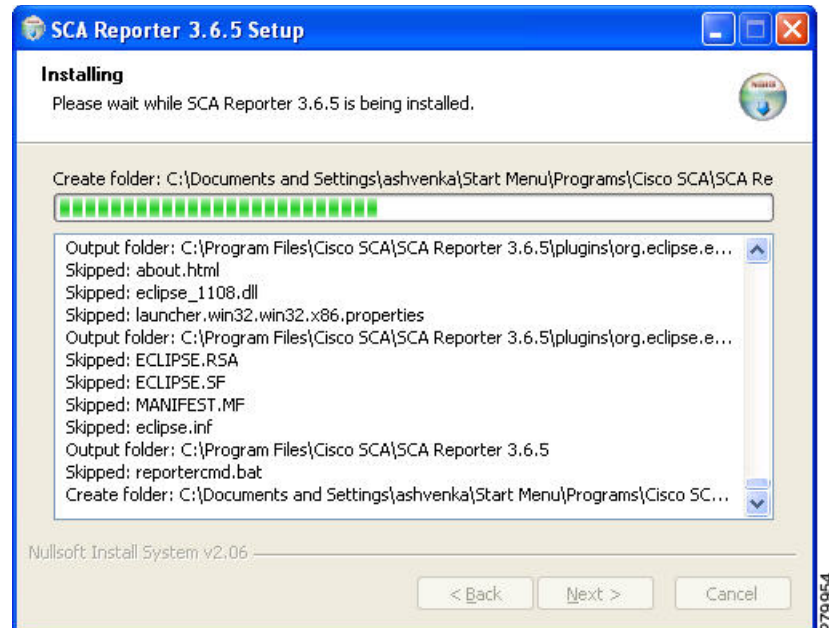 SCA Reporter 3.6.5 Setup
Installing
Please wait while SCA Reporter 3.6.5 is being installed.
Create folder: C:\Documents and Settings\ashvenka\Start Menu\Programs\Cisco SCA\SCA Re
Output folder: C:\Program Files\Cisco SCA\SCA Reporter 3.6.5\plugins\org.eclipse.e...
Skipped: about.html
Skipped: eclipse_1108.dll
Skipped: launcher.win32.win32.x86.properties
Output folder: C:\Program Files\Cisco SCA\SCA Reporter 3.6.5\plugins\org.eclipse.e...
Skipped: ECLIPSE.RSA
Skipped: ECLIPSE.SF
Skipped: MANIFEST.MF
Skipped: eclipse.inf
Output folder: C:\Program Files\Cisco SCA\SCA Reporter 3.6.5
Skipped: reportercmd.bat
Create folder: C:\Documents and Settings\ashvenka\Start Menu\Programs\Cisco SC...
Nullsoft Install System v2.06
< Back
Next >
Cancel
279954